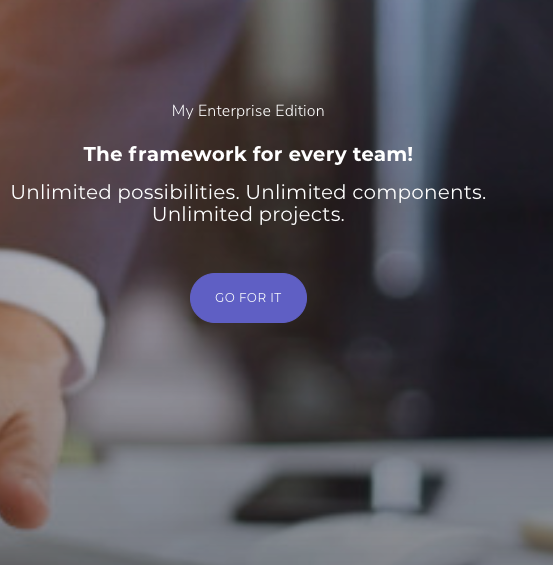 My Enterprise Edition
The framework for every team!
Unlimited possibilities. Unlimited components.
Unlimited projects.
GO FOR IT